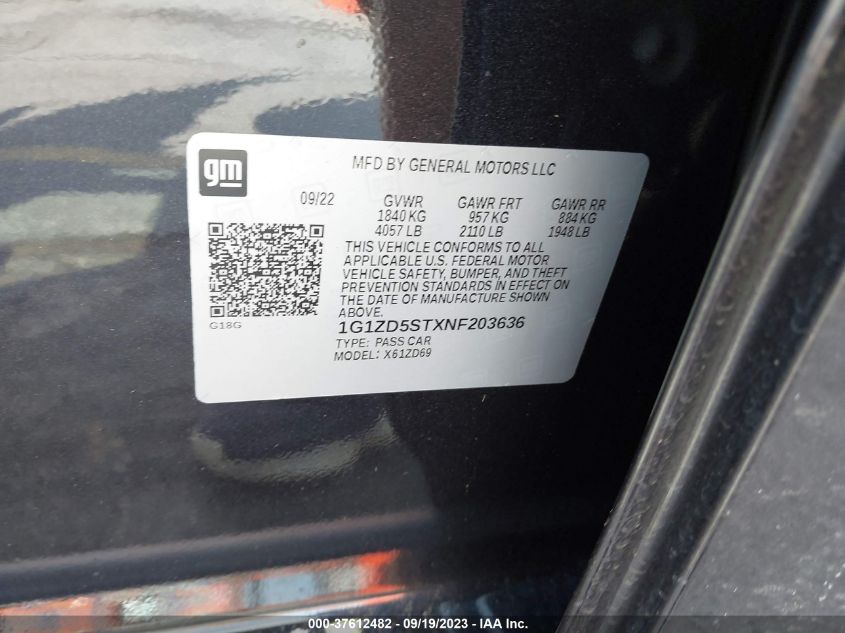 gm
MFD BY GENERAL MOTORS LLC
09/22 GVWR GAWR FRT GAWR RR
1840 KG 957 KG 884 KG
4057 LB 2110 LB 1948 LB
THIS VEHICLE CONFORMS TO ALL
APPLICABLE U.S. FEDERAL MOTOR
VEHICLE SAFETY, BUMPER, AND THEFT
PREVENTION STANDARDS IN EFFECT ON
THE DATE OF MANUFACTURE SHOWN
ABOVE.
G18G
1G1ZD5STXNF203636
TYPE: PASS CAR
MODEL: X61ZD69
000-37612482 - 09/19/2023 - IAA Inc.